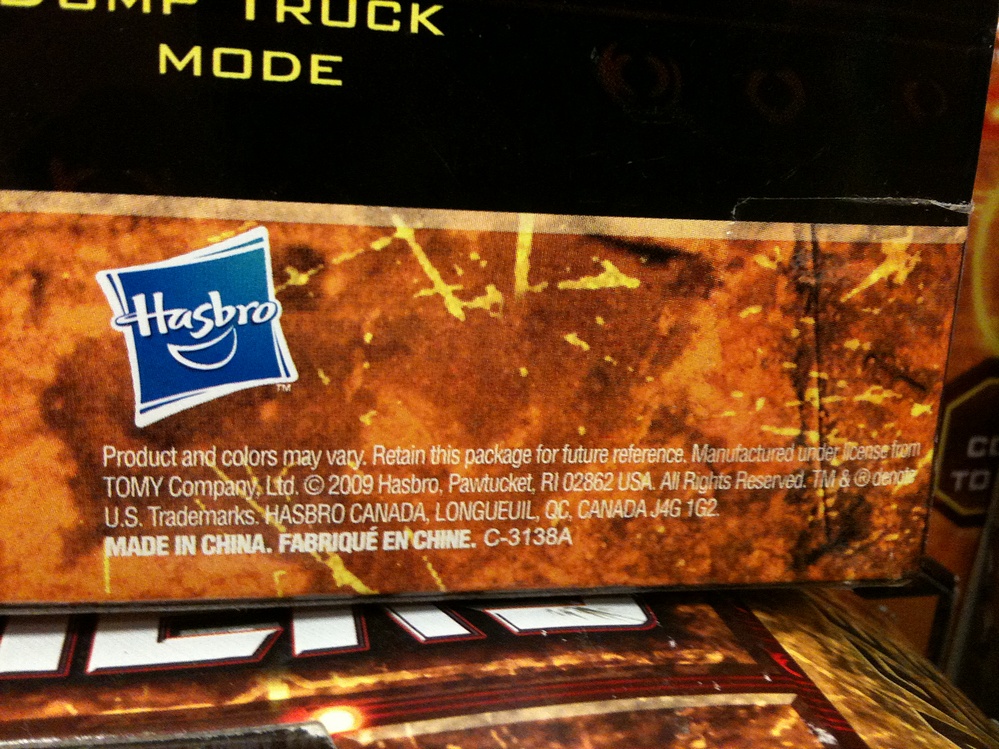 DUMP TRUCK
MODE
Hasbro
TM
Product and colors may vary. Retain this package for future reference. Manufactured under license from
TOMY Company, Ltd. © 2009 Hasbro, Pawtucket, RI 02862 USA. All Rights Reserved. TM & ® denote
U.S. Trademarks. HASBRO CANADA, LONGUEUIL, QC, CANADA J4G 1G2.
MADE IN CHINA. FABRIQUÉ EN CHINE. C-3138A
TO